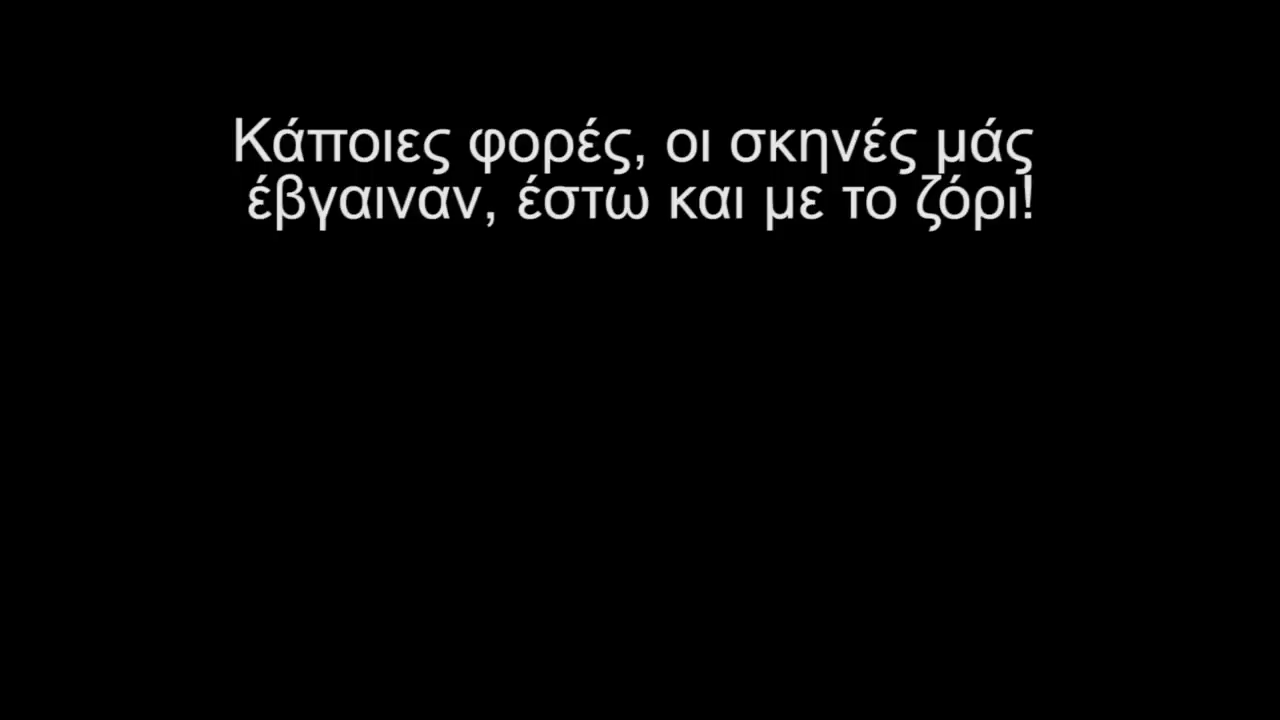 Κάποιες φορές, οι σκηνές μάς
έβγαιναν, έστω και με το ζόρι!